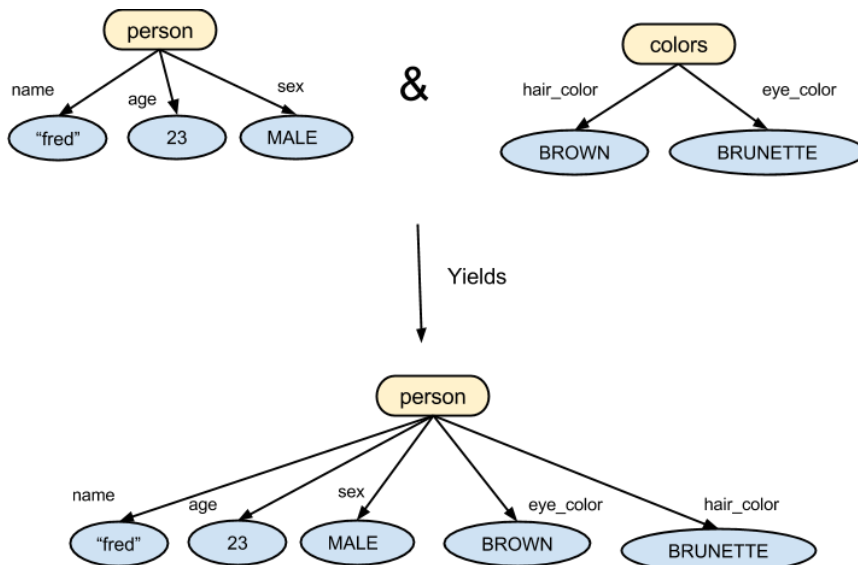 person
name
age
sex
“fred”
23
MALE
&
colors
hair_color
eye_color
BROWN
BRUNETTE
Yields
person
name
age
sex
eye_color
hair_color
“fred”
23
MALE
BROWN
BRUNETTE